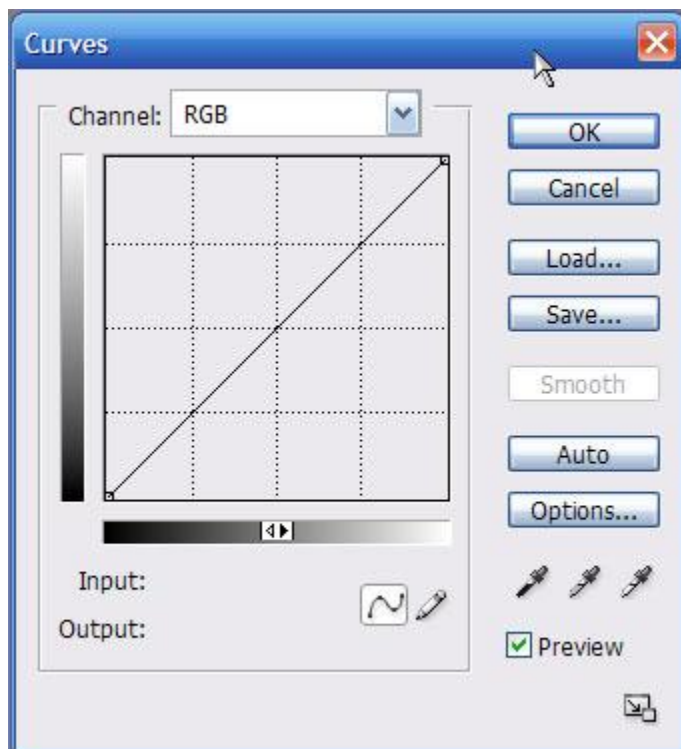 Curves
Channel: RGB
OK
Cancel
Load...
Save...
Smooth
Auto
Options...
Input:
Output:
Preview